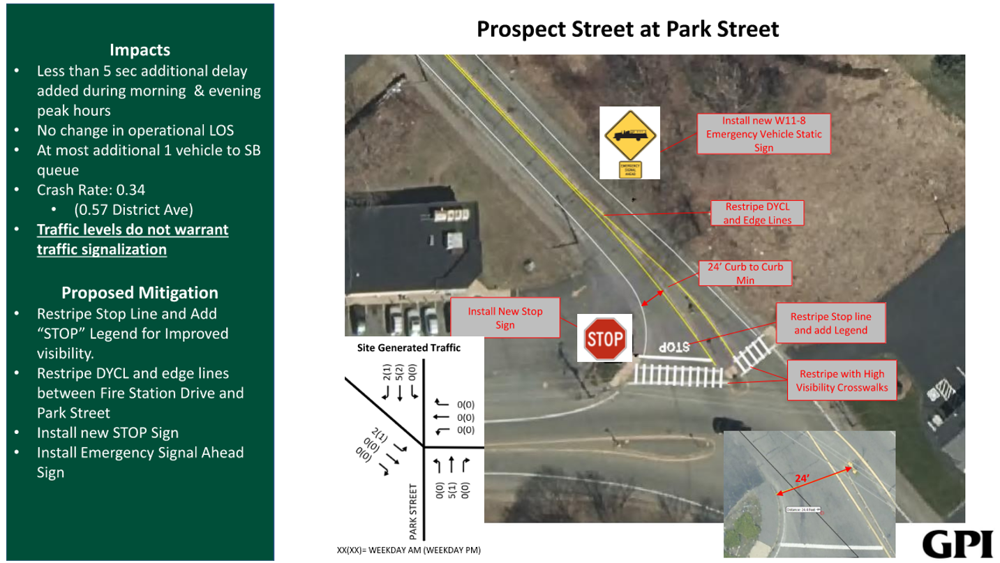 Prospect Street at Park Street
Impacts
• Less than 5 sec additional delay
added during morning & evening
peak hours
• No change in operational LOS
• At most additional 1 vehicle to SB
queue
• Crash Rate: 0.34
• (0.57 District Ave)
• Traffic levels do not warrant
traffic signalization
Proposed Mitigation
• Restripe Stop Line and Add
“STOP” Legend for Improved
visibility.
• Restripe DYCL and edge lines
between Fire Station Drive and
Park Street
• Install new STOP Sign
• Install Emergency Signal Ahead
Sign
Install new W11-8
Emergency Vehicle Static
Sign
EMERGENCY
SIGNAL
AHEAD
Restripe DYCL
and Edge Lines
24’ Curb to Curb
Min
Install New Stop
Sign
STOP
Restripe Stop line
and add Legend
STOP
Restripe with High
Visibility Crosswalks
Site Generated Traffic
2(1)
5(2)
0(0)
0(0)
0(0)
0(0)
2(1)
0(0)
0(0)
0(0)
5(1)
0(0)
PARK STREET
XX(XX)= WEEKDAY AM (WEEKDAY PM)
24’
GPI